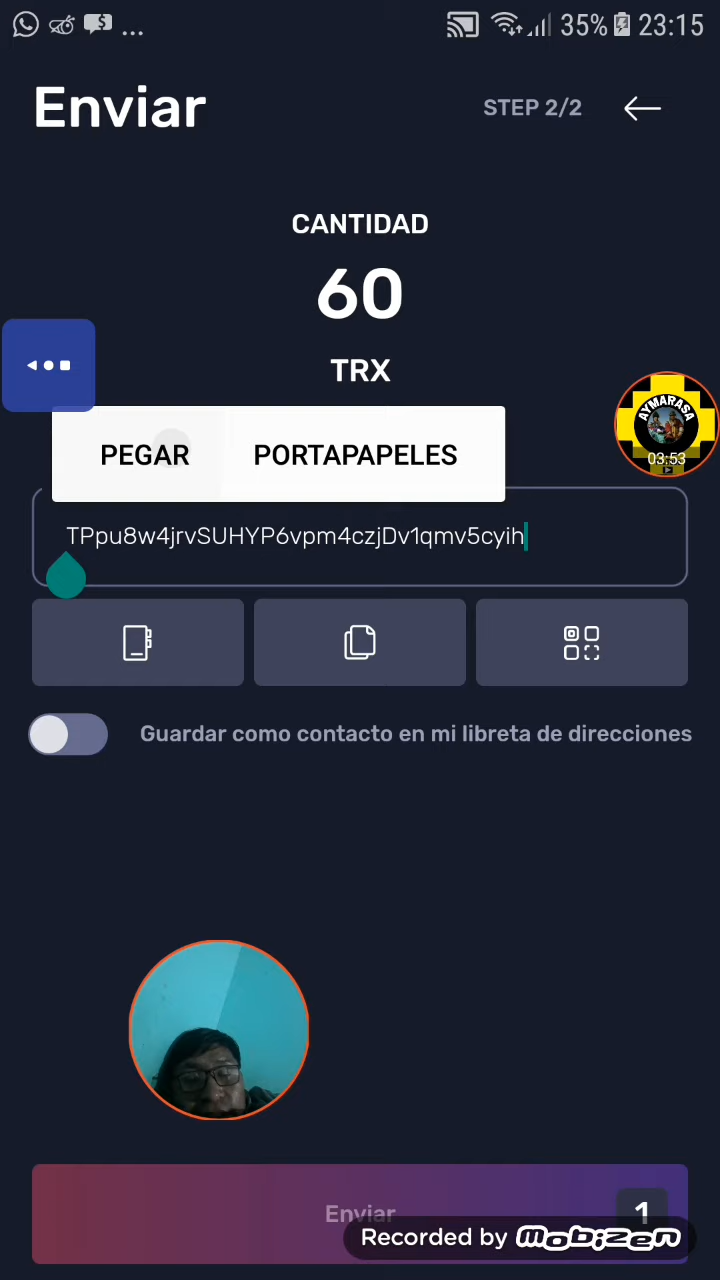 ... 35% 23:15
Enviar
STEP 2/2
CANTIDAD
60
TRX
AYMARASA
03:53
PEGAR PORTAPAPELES
TPpu8w4jrvSUHYP6vpm4czjDv1qmv5cyih
Guardar como contacto en mi libreta de direcciones
Enviar
1
Recorded by mobizen